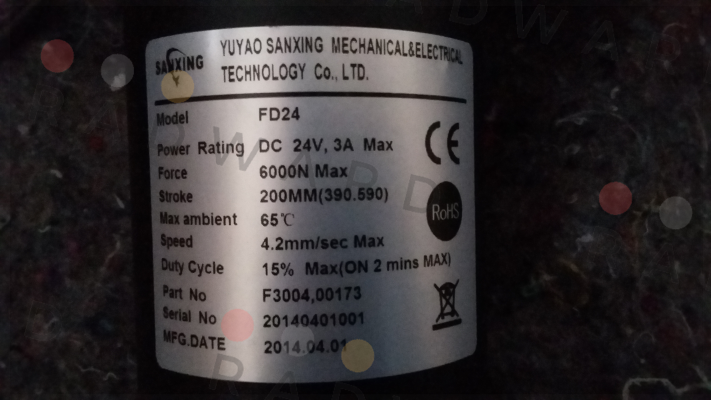 SANXING
YUYAO SANXING MECHANICAL&ELECTRICAL
TECHNOLOGY Co., LTD.
Model FD24
Power Rating DC 24V, 3A Max
Force 6000N Max
Stroke 200MM(390.590)
Max ambient 65℃
Speed 4.2mm/sec Max
Duty Cycle 15% Max(ON 2 mins MAX)
Part No F3004,00173
Serial No 20140401001
MFG.DATE 2014.04.01
CE
RoHS